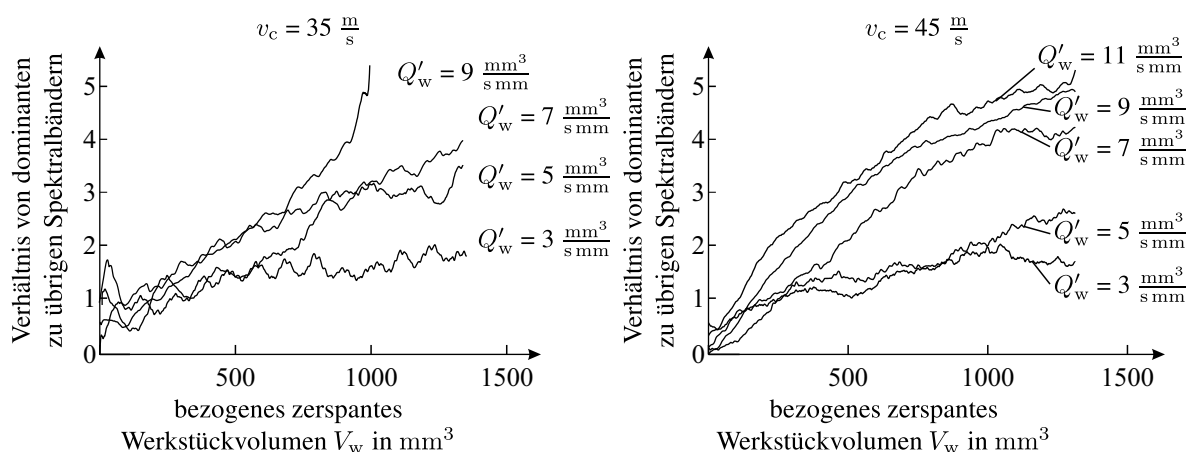 v_c = 35 m/s
Verhältnis von dominanten
zu übrigen Spektralbändern
5
4
3
2
1
0
500
1000
1500
Q′_w = 9 mm³/s mm
Q′_w = 7 mm³/s mm
Q′_w = 5 mm³/s mm
Q′_w = 3 mm³/s mm
bezogenes zerspantes
Werkstückvolumen V_w in mm³
v_c = 45 m/s
Verhältnis von dominanten
zu übrigen Spektralbändern
5
4
3
2
1
0
500
1000
1500
Q′_w = 11 mm³/s mm
Q′_w = 9 mm³/s mm
Q′_w = 7 mm³/s mm
Q′_w = 5 mm³/s mm
Q′_w = 3 mm³/s mm
bezogenes zerspantes
Werkstückvolumen V_w in mm³